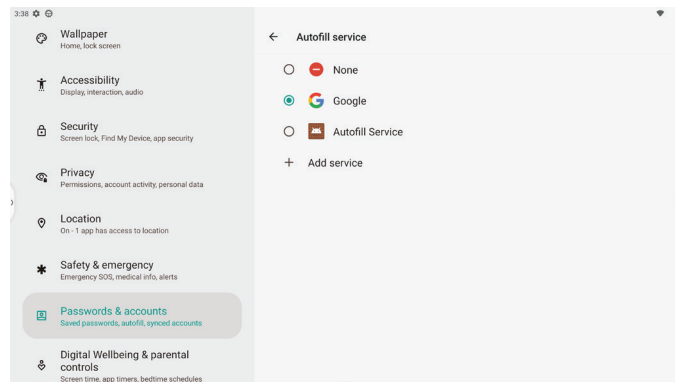 3:38
Wallpaper
Home, lock screen
Accessibility
Display, interaction, audio
Security
Screen lock, Find My Device, app security
Privacy
Permissions, account activity, personal data
Location
On - 1 app has access to location
Safety & emergency
Emergency SOS, medical info, alerts
Passwords & accounts
Saved passwords, autofill, synced accounts
Digital Wellbeing & parental
controls
Screen time, app timers, bedtime schedules
Autofill service
None
Google
Autofill Service
Add service